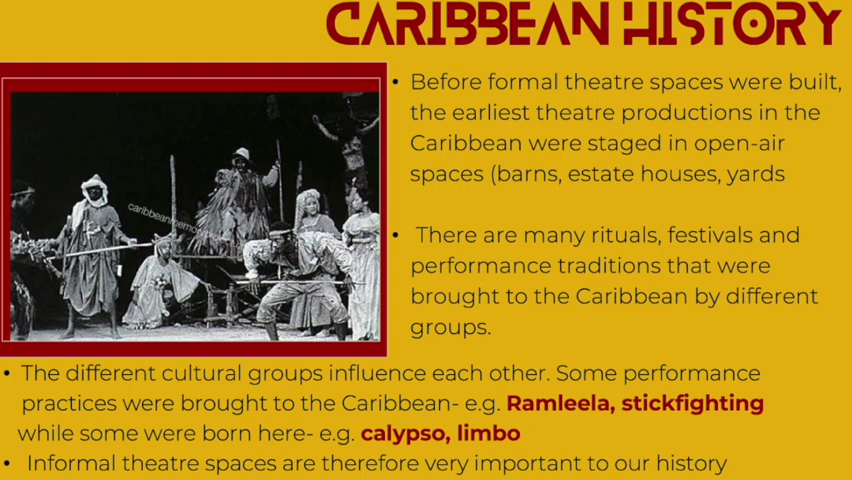 CARIBBEAN HISTORY
• Before formal theatre spaces were built,
the earliest theatre productions in the
Caribbean were staged in open-air
spaces (barns, estate houses, yards
• There are many rituals, festivals and
performance traditions that were
brought to the Caribbean by different
groups.
• The different cultural groups influence each other. Some performance
practices were brought to the Caribbean- e.g. Ramleela, stickfighting
while some were born here- e.g. calypso, limbo
• Informal theatre spaces are therefore very important to our history